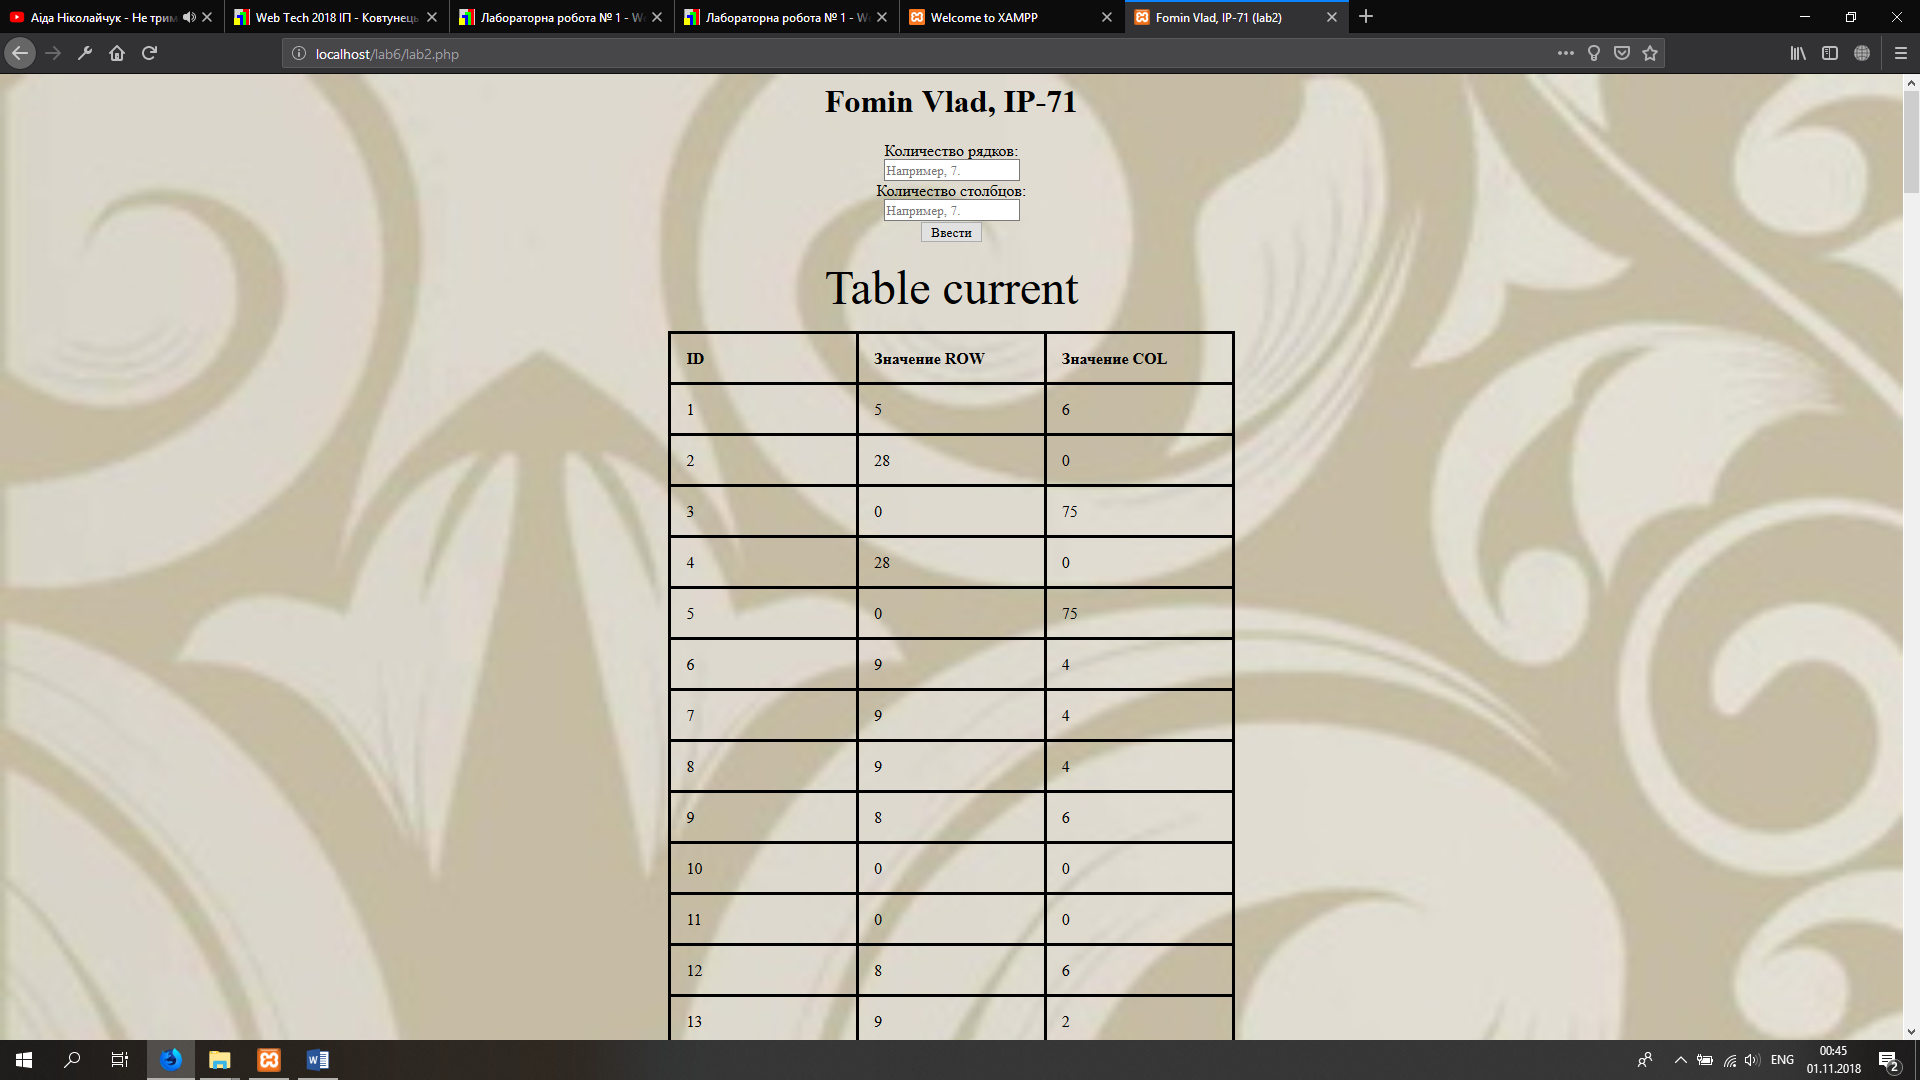 Аіда Ніколайчук - Не трим
Web Tech 2018 ІП - Ковтунець
Лабораторна робота № 1 - We
Лабораторна робота № 1 - We
Welcome to XAMPP
Fomin Vlad, IP-71 (lab2)
localhost/lab6/lab2.php
Fomin Vlad, IP-71
Количество рядков:
Например, 7.
Количество столбцов:
Например, 7.
Ввести
Table current
ID Значение ROW Значение COL
1 5 6
2 28 0
3 0 75
4 28 0
5 0 75
6 9 4
7 9 4
8 9 4
9 8 6
10 0 0
11 0 0
12 8 6
13 9 2
ENG
00:45
01.11.2018
2